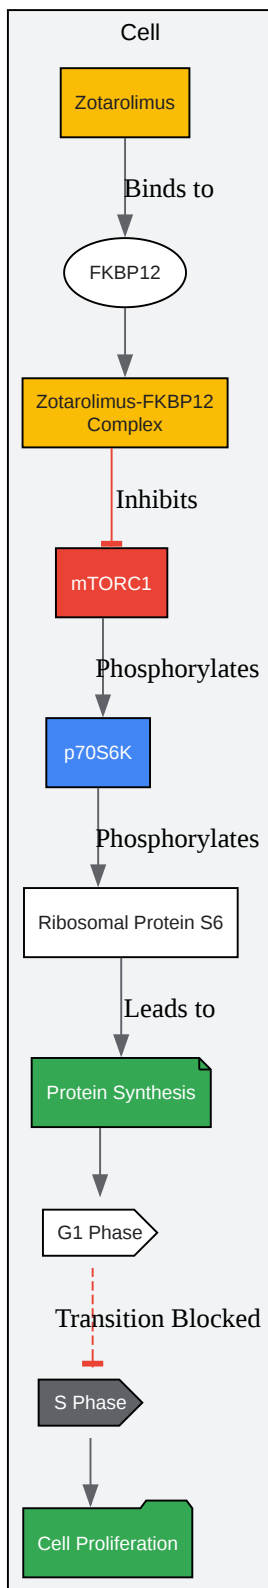 Cell
Zotarolimus
Binds to
FKBP12
Zotarolimus-FKBP12
Complex
Inhibits
mTORC1
Phosphorylates
p70S6K
Phosphorylates
Ribosomal Protein S6
Leads to
Protein Synthesis
G1 Phase
Transition Blocked
S Phase
Cell Proliferation